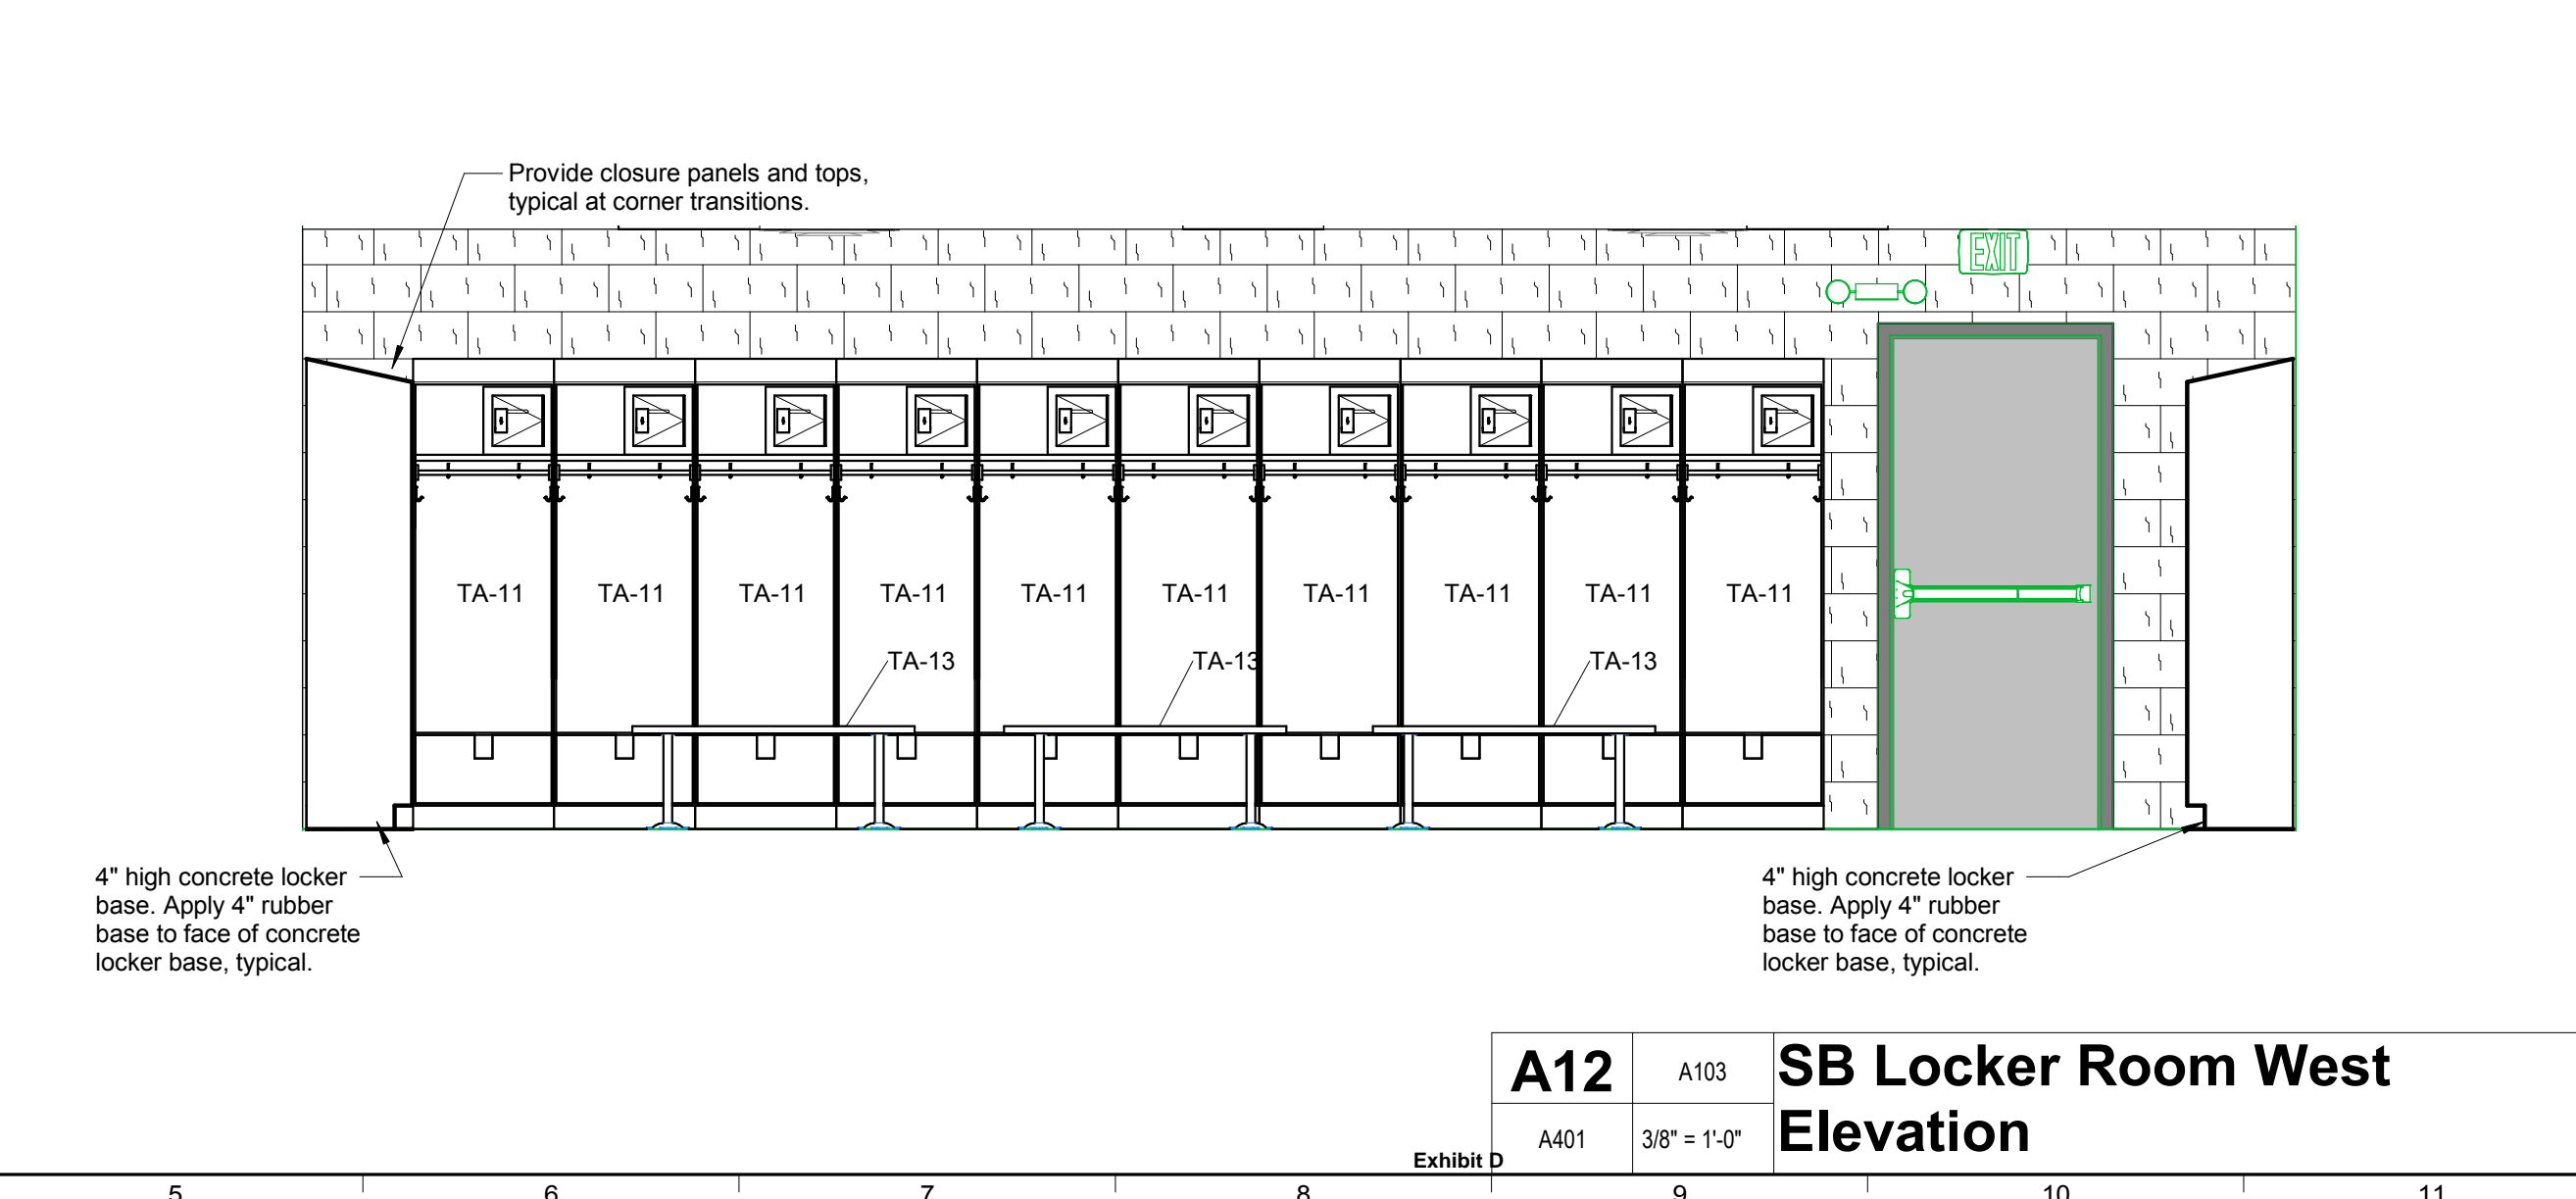 Provide closure panels and tops,
typical at corner transitions.
EXIT
TA-11 TA-11 TA-11 TA-11 TA-11 TA-11 TA-11 TA-11 TA-11 TA-11
TA-13 TA-13 TA-13
4" high concrete locker
base. Apply 4" rubber
base to face of concrete
locker base, typical.
4" high concrete locker
base. Apply 4" rubber
base to face of concrete
locker base, typical.
A12 A103 SB Locker Room West
Elevation
A401 3/8" = 1'-0"
Exhibit D
5 6 7 8 9 10 11